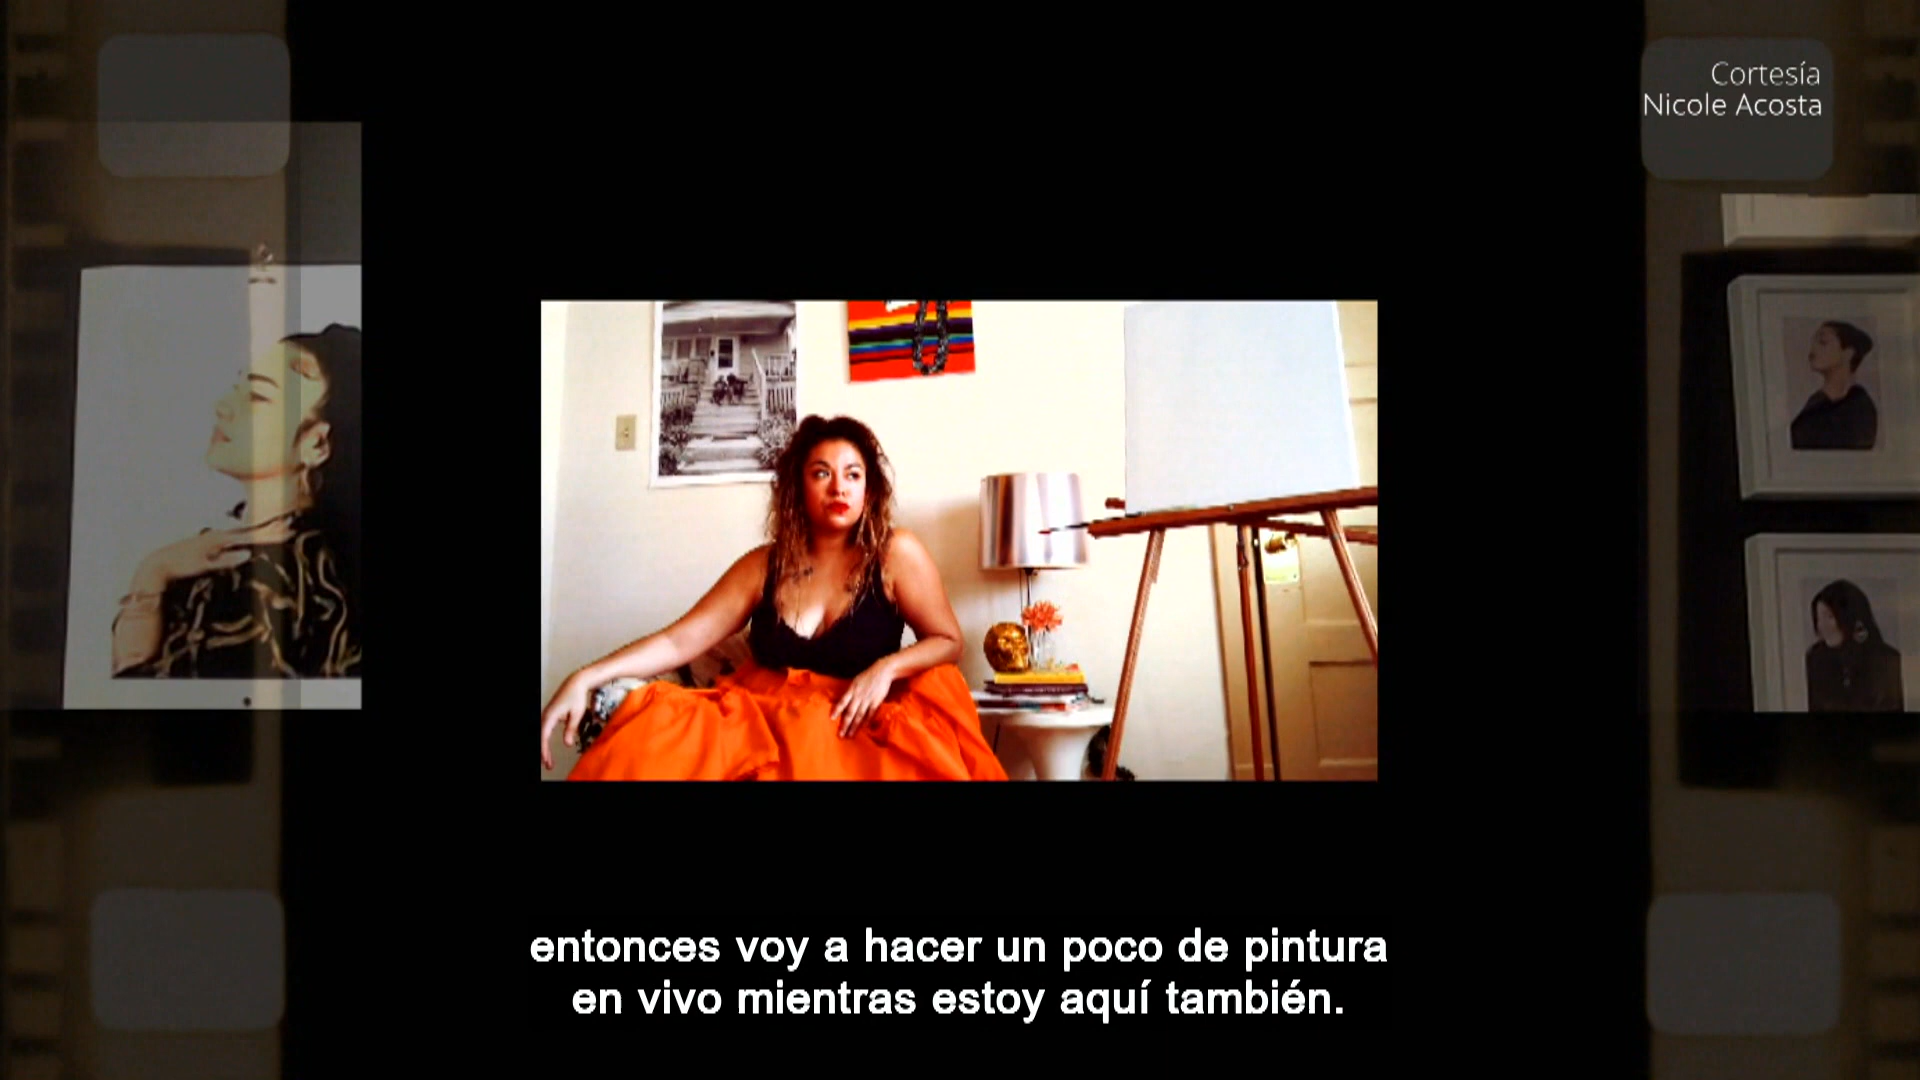 Cortesía
Nicole Acosta
entonces voy a hacer un poco de pintura
en vivo mientras estoy aquí también.